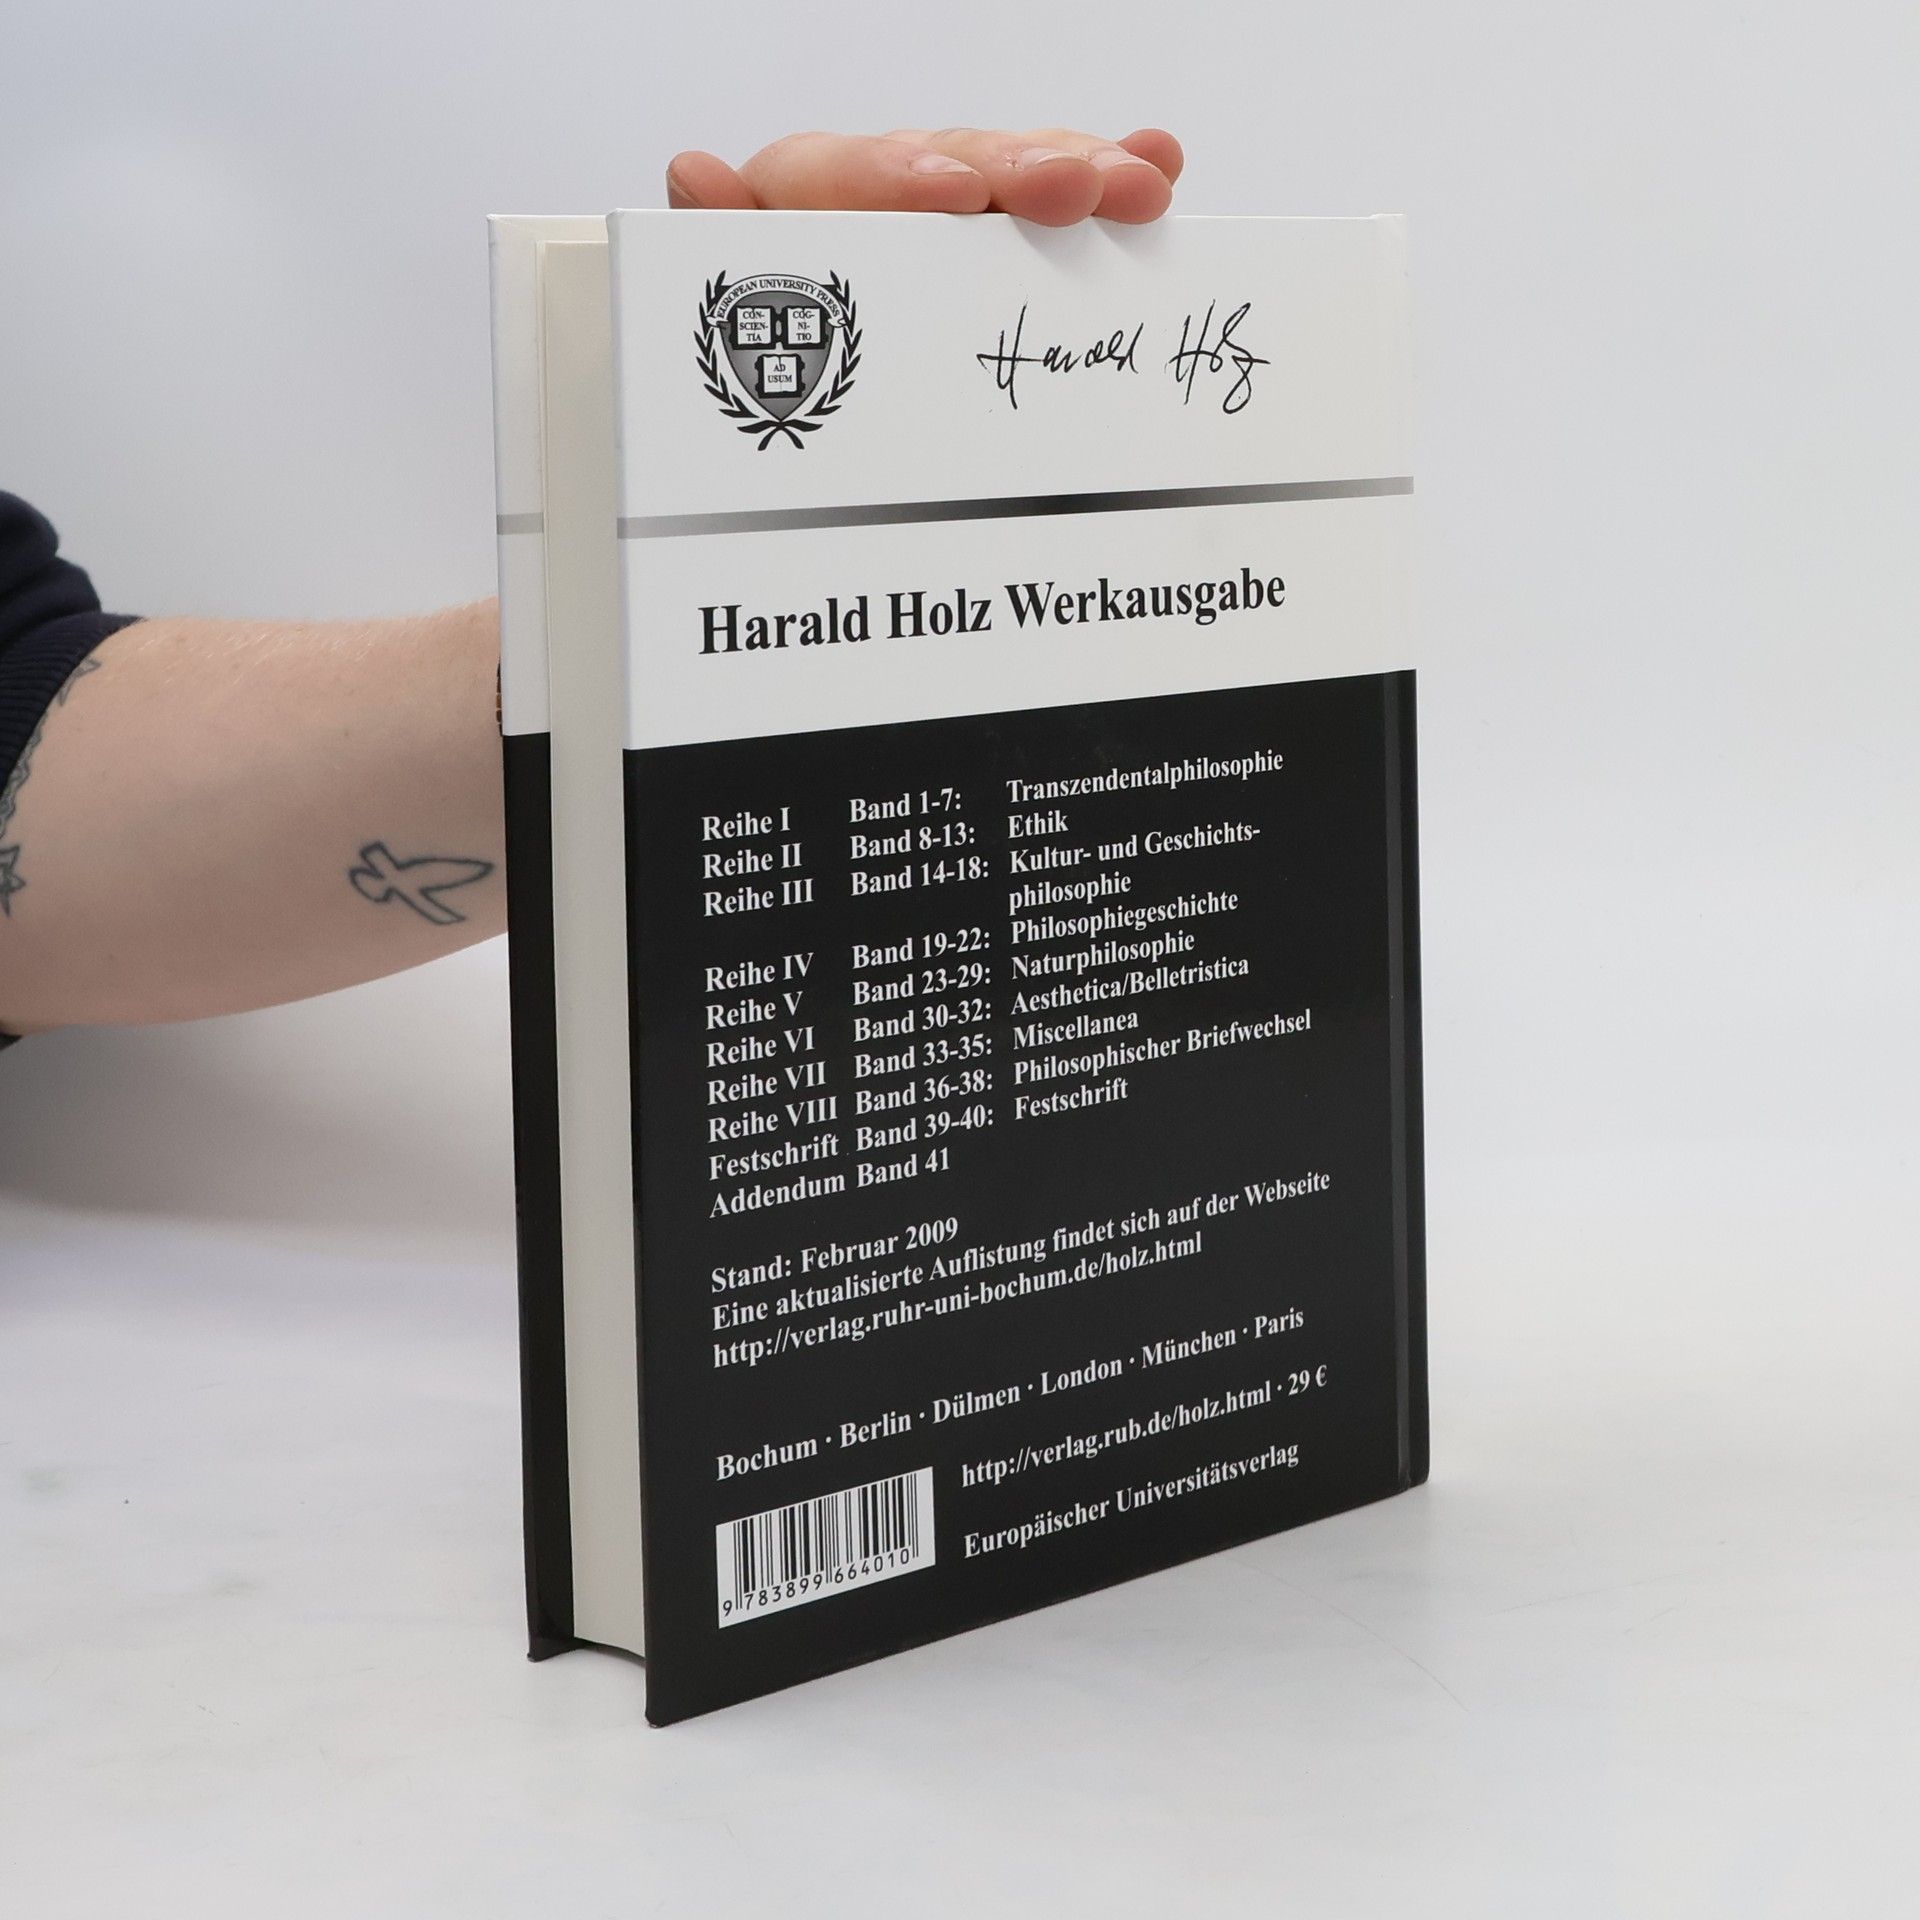 EUROPEAN UNIVERSITY PRESS
CON-
SCIEN-
TIA
COG-
NI-
TIO
AD
USUM
Harald Holz
Harald Holz Werkausgabe
Reihe I Band 1-7: Transzendentalphilosophie
Reihe II Band 8-13: Ethik
Reihe III Band 14-18: Kultur- und Geschichts-
philosophie
Reihe IV Band 19-22: Philosophiegeschichte
Reihe V Band 23-29: Naturphilosophie
Reihe VI Band 30-32: Aesthetica/Belletristica
Reihe VII Band 33-35: Miscellanea
Reihe VIII Band 36-38: Philosophischer Briefwechsel
Festschrift Band 39-40: Festschrift
Addendum Band 41
Stand: Februar 2009
Eine aktualisierte Auflistung findet sich auf der Webseite
http://verlag.ruhr-uni-bochum.de/holz.html
Bochum · Berlin · Dülmen · London · München · Paris
http://verlag.rub.de/holz.html · 29 €
Europäischer Universitätsverlag
9 783899 664010